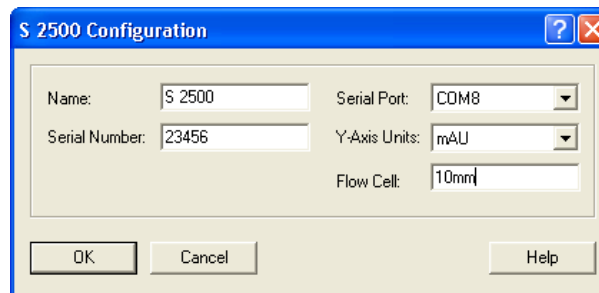 S 2500 Configuration
Name: S 2500 Serial Port: COM8
Serial Number: 23456 Y-Axis Units: mAU
Flow Cell: 10mm
OK Cancel Help